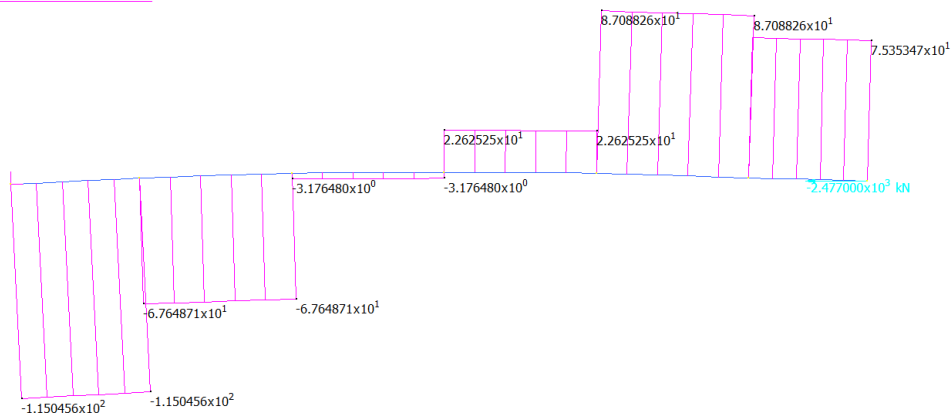 8.708826x10¹
8.708826x10¹
7.535347x10¹
2.262525x10¹
2.262525x10¹
-3.176480x10⁰
-3.176480x10⁰
-2.477000x10³ kN
-6.764871x10¹
-6.764871x10¹
-1.150456x10²
-1.150456x10²